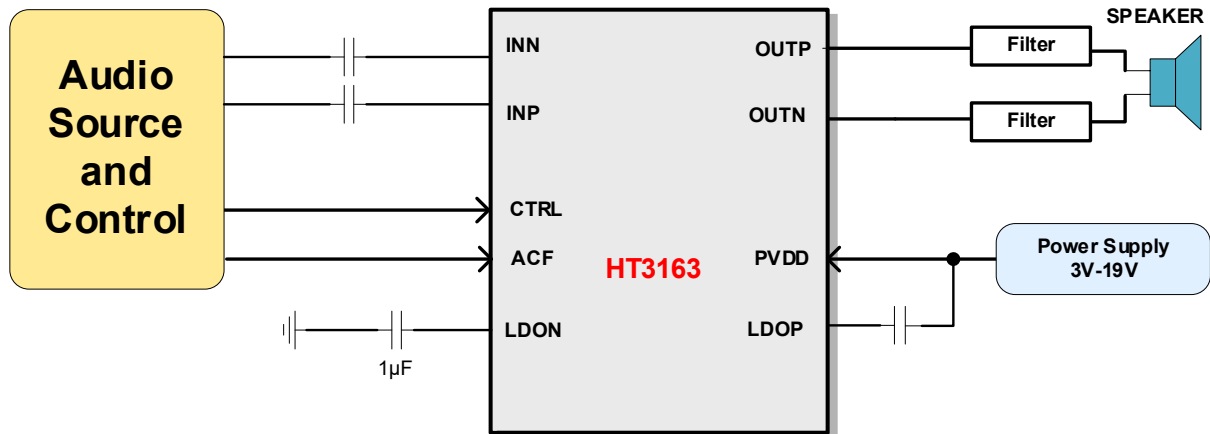 Audio
Source
and
Control
INN
INP
CTRL
ACF
LDON
1µF
HT3163
OUTP
OUTN
PVDD
LDOP
Filter
Filter
SPEAKER
Power Supply
3V-19V